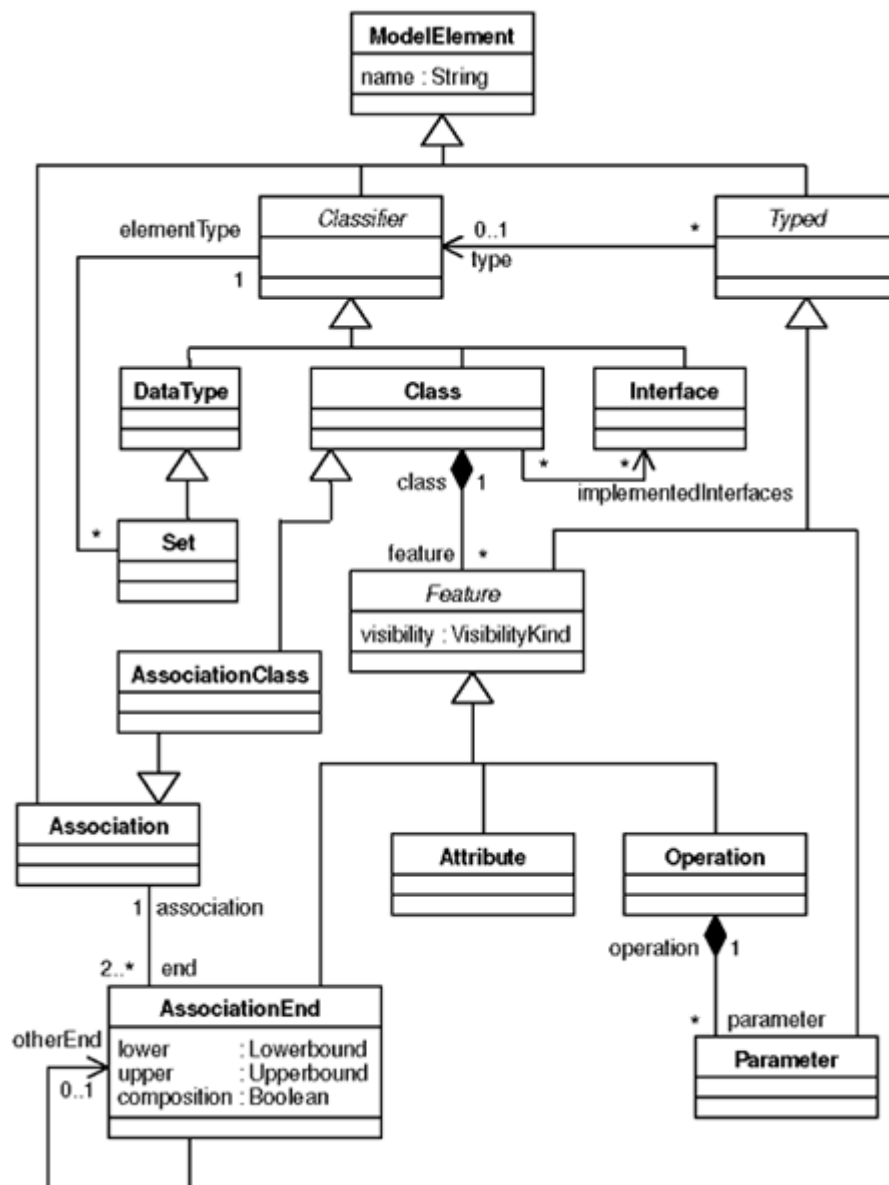 ModelElement
name : String
elementType
Classifier
0..1
*
Typed
type
1
DataType
Class
Interface
class
1
*
*
implementedInterfaces
*
Set
feature
*
Feature
visibility : VisibilityKind
AssociationClass
Association
Attribute
Operation
1
association
operation
1
2..*
end
AssociationEnd
*
parameter
otherEnd
lower : Lowerbound
0..1
upper : Upperbound
composition : Boolean
Parameter